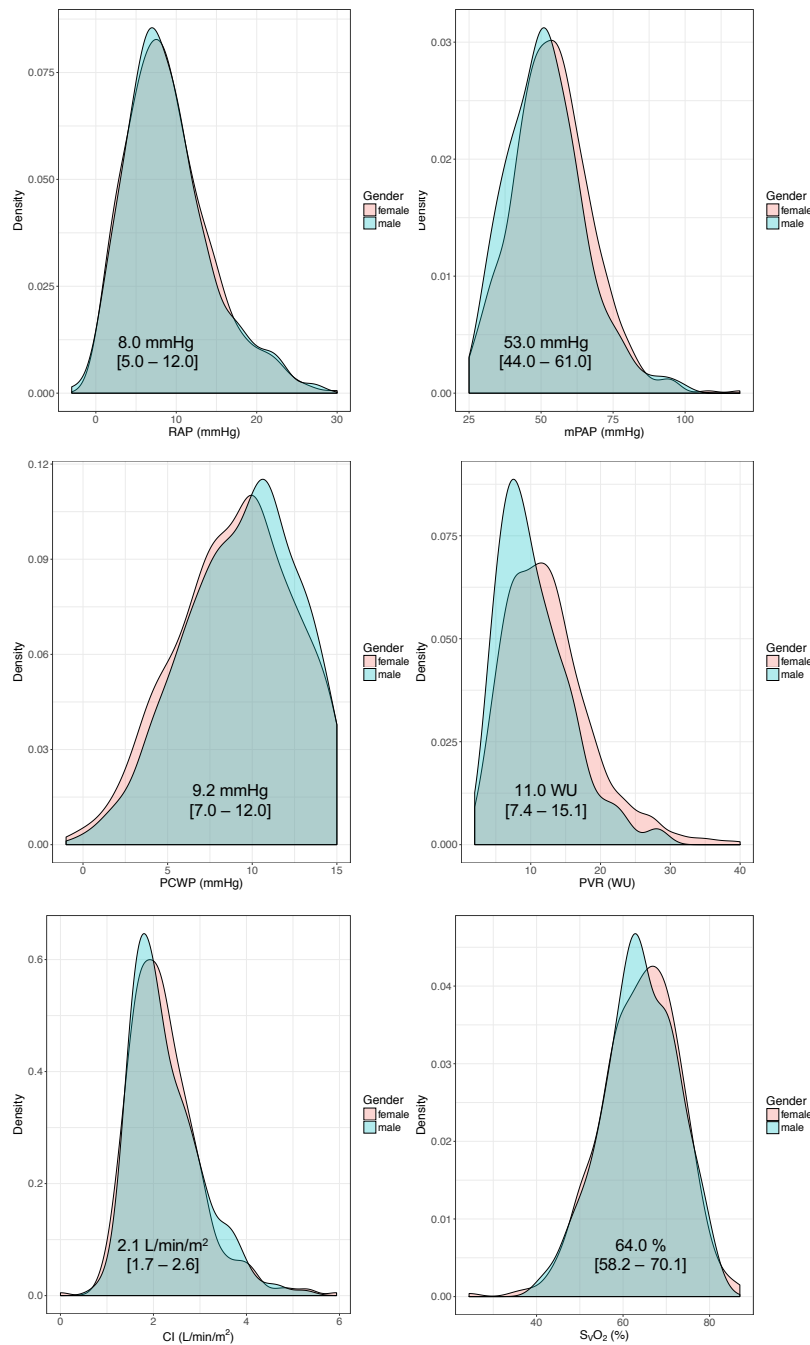 0.075
0.050
0.025
0.000
Density
8.0 mmHg
[5.0 – 12.0]
0 10 20 30
RAP (mmHg)
Gender
female
male
0.03
0.02
0.01
0.00
Density
53.0 mmHg
[44.0 – 61.0]
25 50 75 100
mPAP (mmHg)
Gender
female
male
0.12
0.09
0.06
0.03
0.00
Density
9.2 mmHg
[7.0 – 12.0]
0 5 10 15
PCWP (mmHg)
Gender
female
male
0.075
0.050
0.025
0.000
Density
11.0 WU
[7.4 – 15.1]
10 20 30 40
PVR (WU)
Gender
female
male
0.6
0.4
0.2
0.0
Density
2.1 L/min/m²
[1.7 – 2.6]
0 2 4 6
CI (L/min/m²)
Gender
female
male
0.04
0.03
0.02
0.01
0.00
Density
64.0 %
[58.2 – 70.1]
40 60 80
SᵥO₂ (%)
Gender
female
male